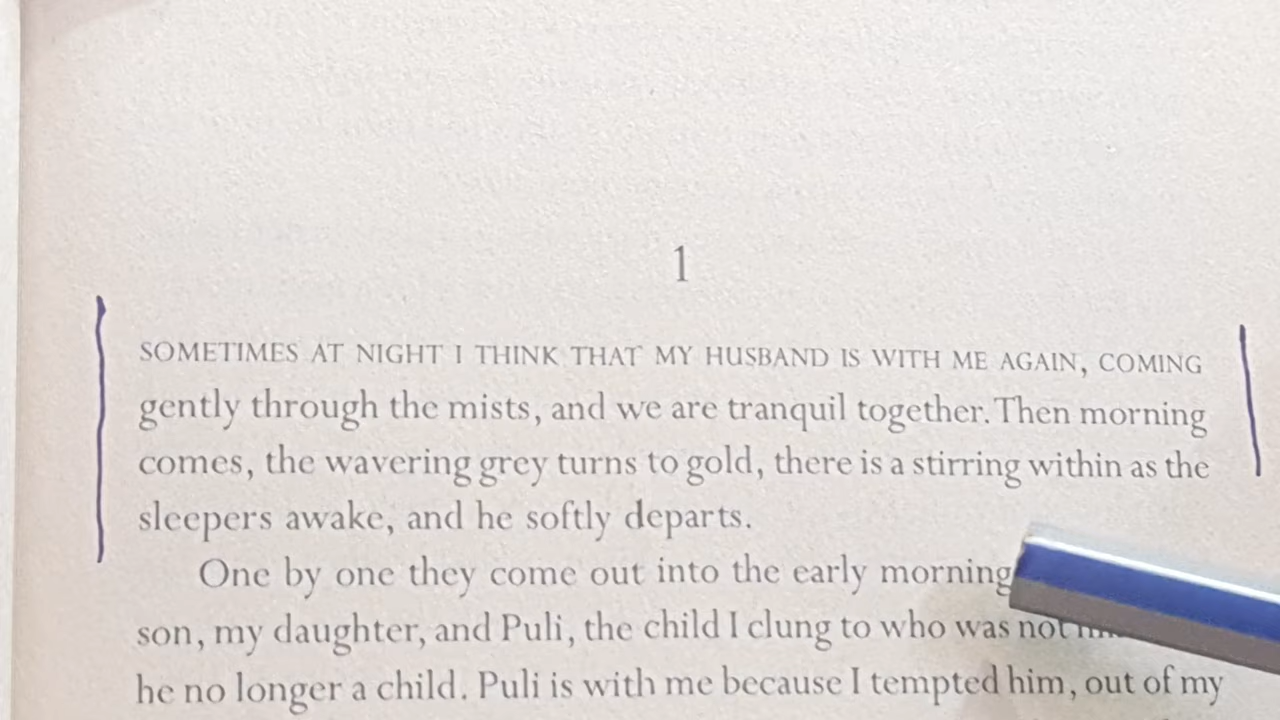 1
SOMETIMES AT NIGHT I THINK THAT MY HUSBAND IS WITH ME AGAIN, COMING
gently through the mists, and we are tranquil together. Then morning
comes, the wavering grey turns to gold, there is a stirring within as the
sleepers awake, and he softly departs.
One by one they come out into the early morning
son, my daughter, and Puli, the child I clung to who was not
he no longer a child. Puli is with me because I tempted him, out of my